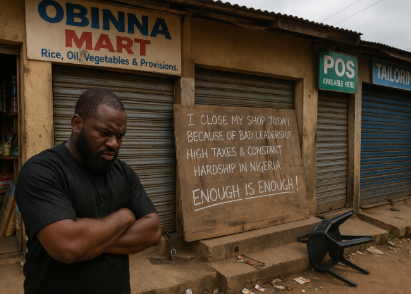 OBINNA
MART
Rice, Oil, Vegetables & Provisions.
I CLOSE MY SHOP TODAY
BECAUSE OF BAD LEADERSHIP,
HIGH TAXES & CONSTANT
HARDSHIP IN NIGERIA
ENOUGH IS ENOUGH!
POS
AVAILABLE HERE
TAILORIN